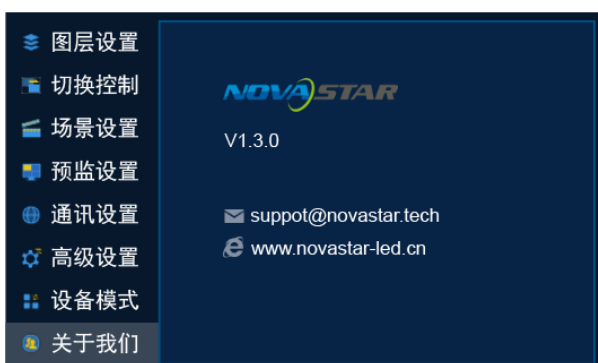 图层设置
切换控制
场景设置
预监设置
通讯设置
高级设置
设备模式
关于我们
NOVASTAR
V1.3.0
suppot@novastar.tech
www.novastar-led.cn